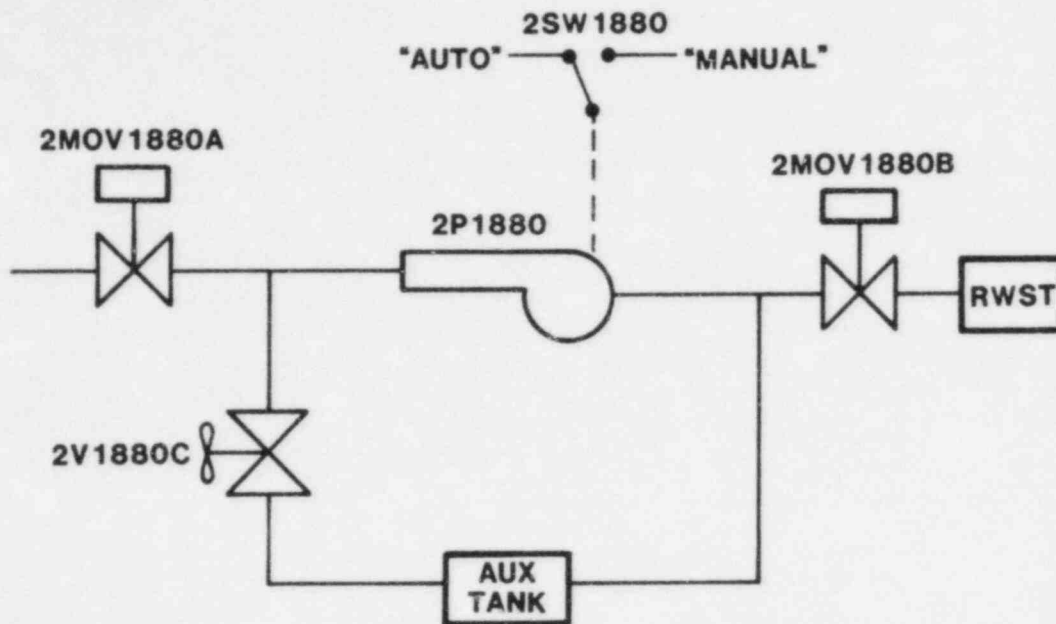 2SW1880
"AUTO" "MANUAL"
2MOV1880A
2MOV1880B
2P1880
RWST
2V1880C
AUX
TANK